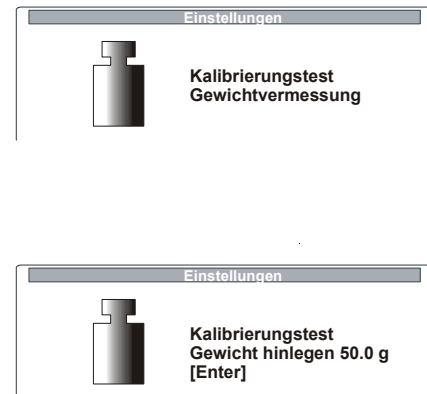 Einstellungen
Kalibrierungstest
Gewichtvermessung
Einstellungen
Kalibrierungstest
Gewicht hinlegen 50.0 g
[Enter]